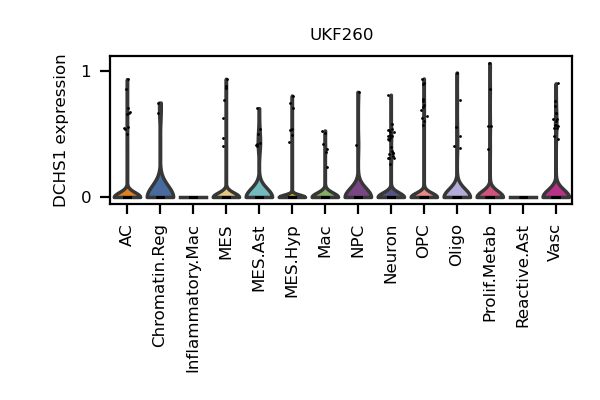 UKF260
DCHS1 expression
1
0
AC
Chromatin.Reg
Inflammatory.Mac
MES
MES.Ast
MES.Hyp
Mac
NPC
Neuron
OPC
Oligo
Prolif.Metab
Reactive.Ast
Vasc